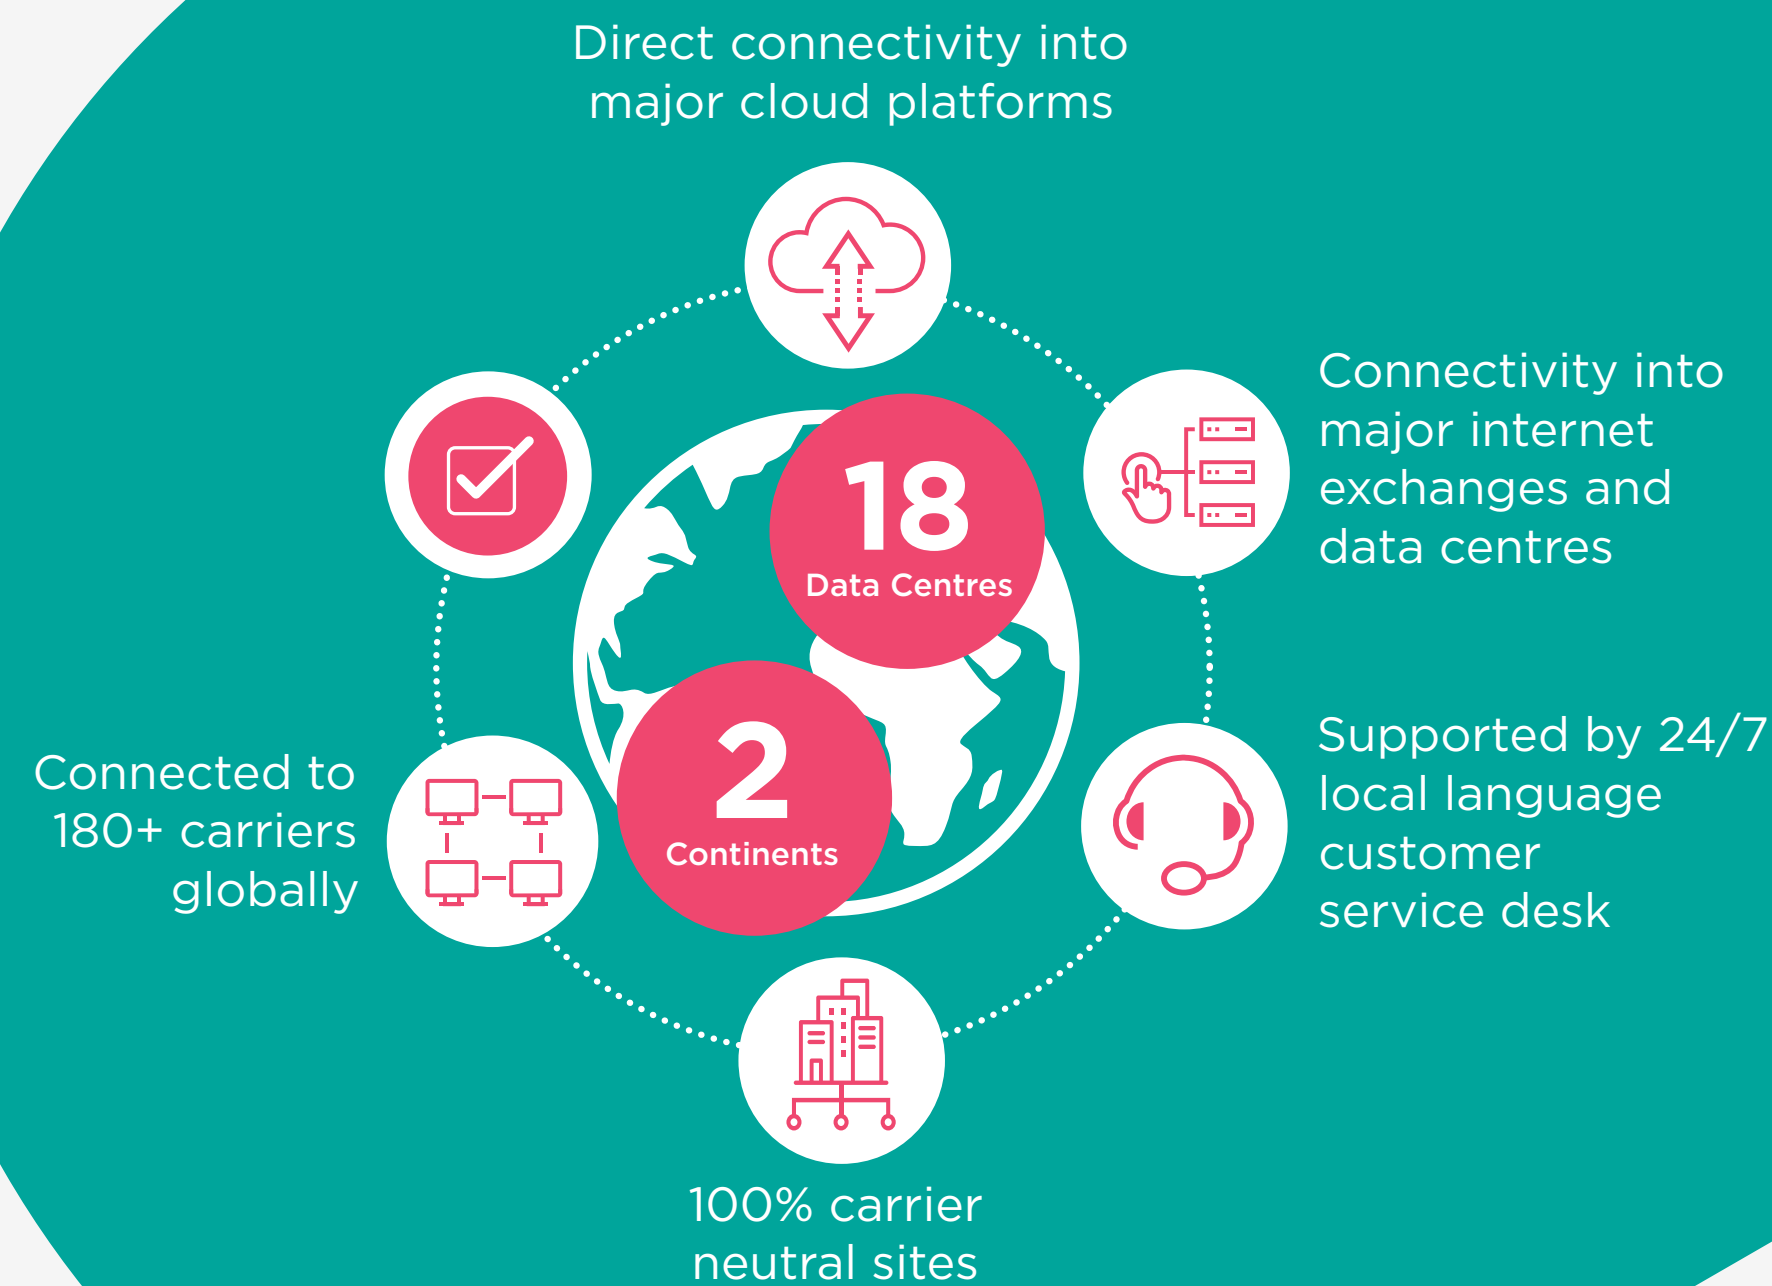 Direct connectivity into
major cloud platforms
Connectivity into
major internet
exchanges and
data centres
18
Data Centres
2
Continents
Supported by 24/7
local language
customer
service desk
Connected to
180+ carriers
globally
100% carrier
neutral sites